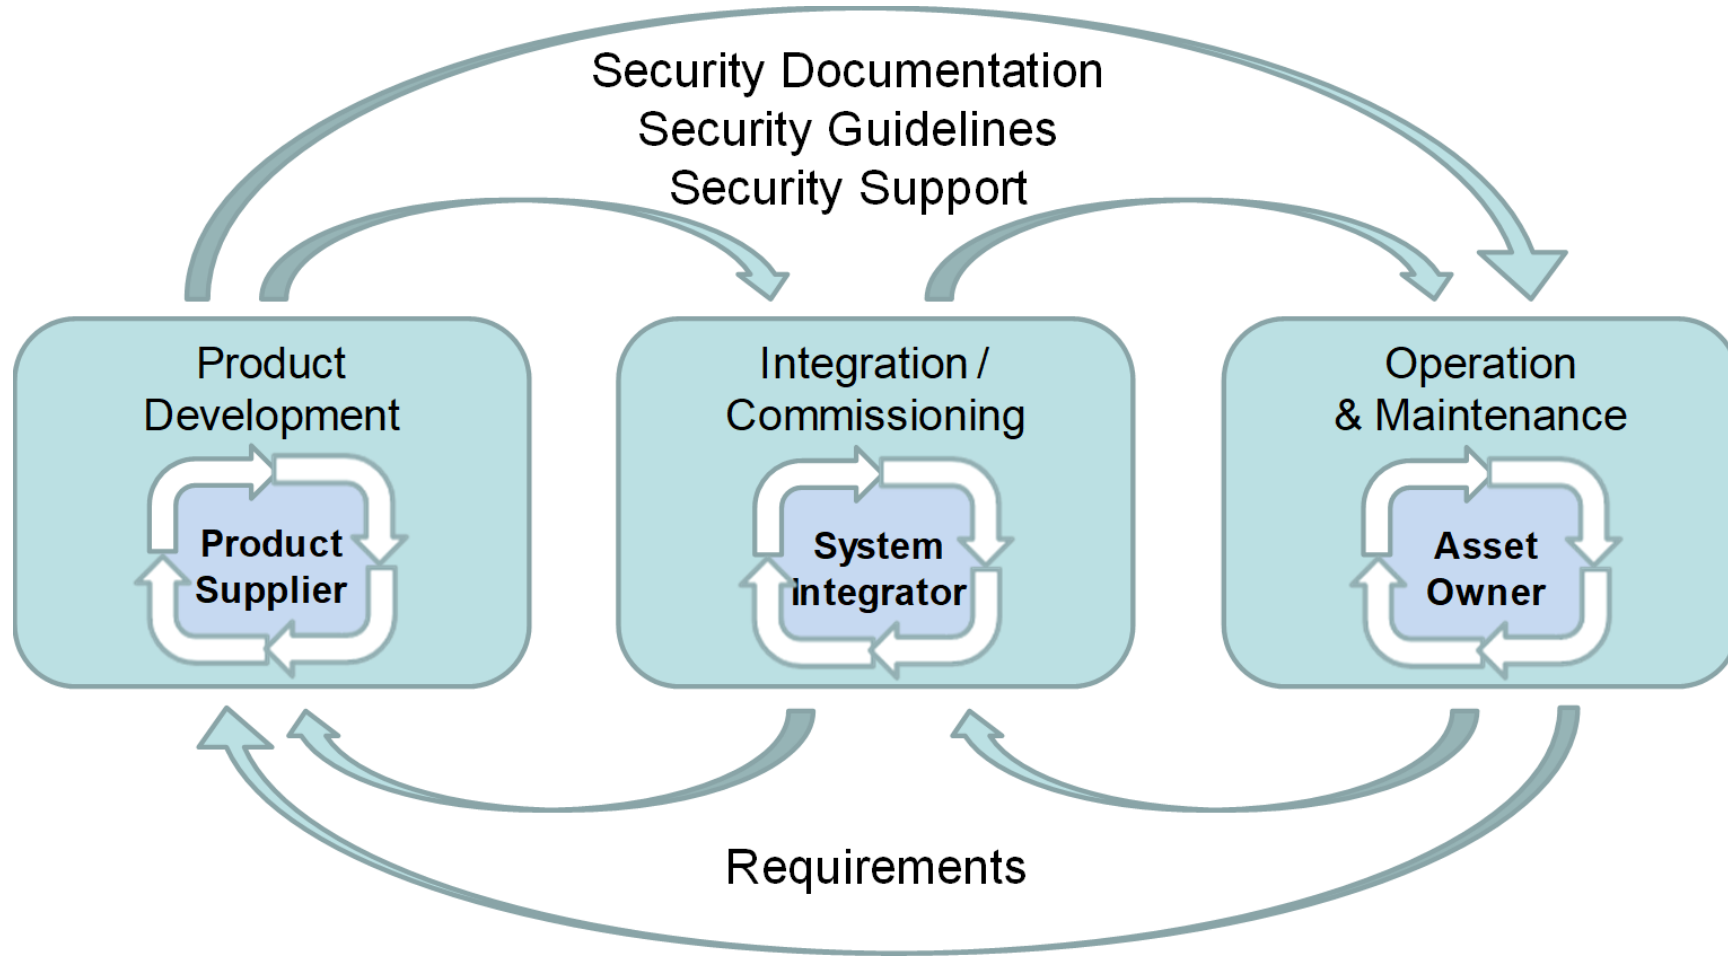 Security Documentation
Security Guidelines
Security Support
Product
Development
Product
Supplier
Integration /
Commissioning
System
Integrator
Operation
& Maintenance
Asset
Owner
Requirements